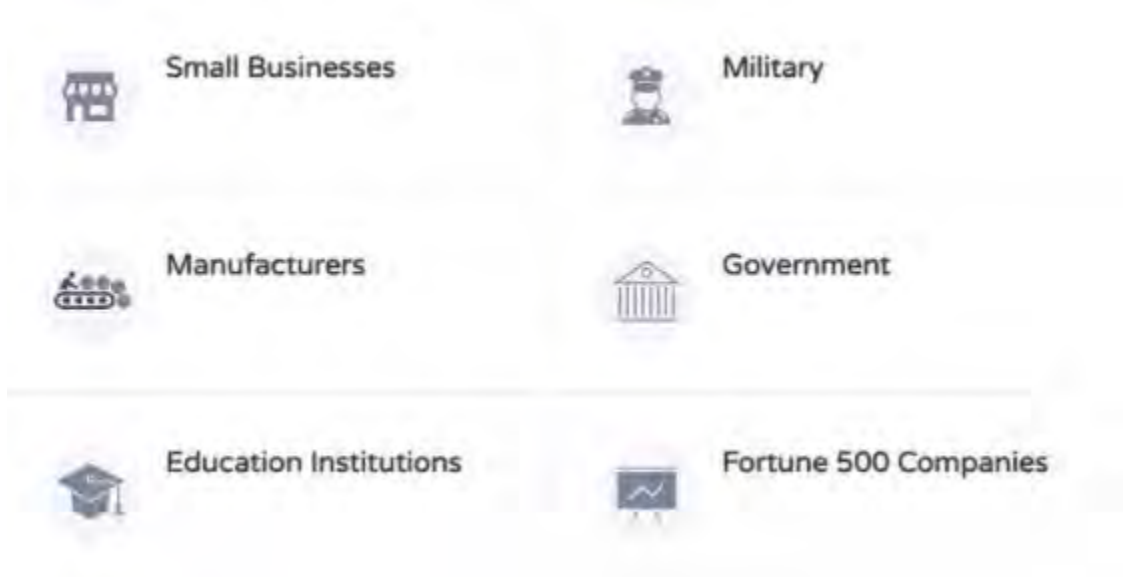 Small Businesses
Military
Manufacturers
Government
Education Institutions
Fortune 500 Companies